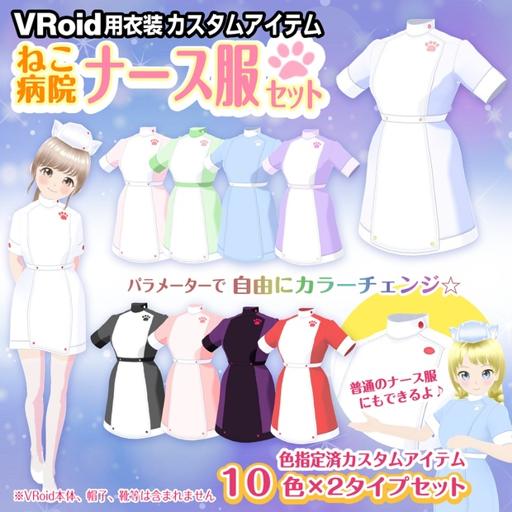 VRoid用衣装カスタムアイテム
ねこ病院ナース服セット
パラメーターで自由にカラーチェンジ☆
普通のナース服
にもできるよ♪
色指定済カスタムアイテム
10色×2タイプセット
※VRoid本体、帽子、靴等は含まれません